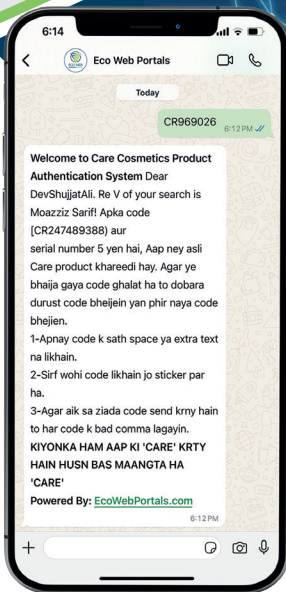 6:14
Eco Web Portals
Today
CR969026
6:12 PM
Welcome to Care Cosmetics Product
Authentication System Dear
DevShujjatAli. Re V of your search is
Moazziz Sarif! Apka code
[CR247489388) aur
serial number 5 yen hai, Aap ney asli
Care product khareedi hay. Agar ye
bhaija gaya code ghalat ha to dobara
durust code bheijein yan phir naya code
bhejien.
1-Apnay code k sath space ya extra text
na likhain.
2-Sirf wohi code likhain jo sticker par
ha.
3-Agar aik sa ziada code send krny hain
to har code k bad comma lagayin.
KIYONKA HAM AAP KI 'CARE' KRTY
HAIN HUSN BAS MAANGTA HA
'CARE'
Powered By: EcoWebPortals.com
6:12 PM